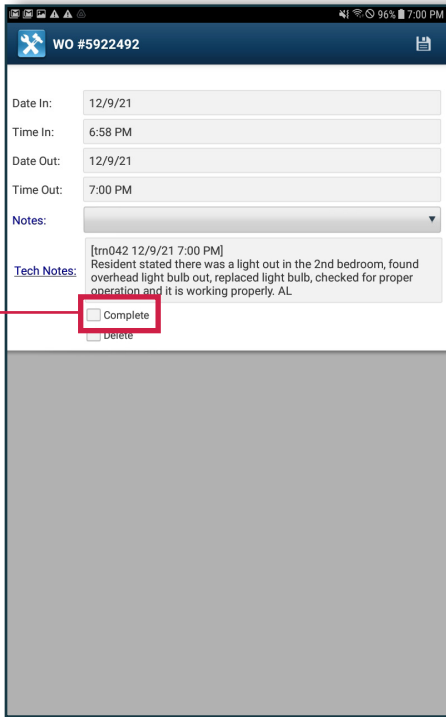 96% 7:00 PM
WO #5922492
Date In: 12/9/21
Time In: 6:58 PM
Date Out: 12/9/21
Time Out: 7:00 PM
Notes:
Tech Notes: [trn042 12/9/21 7:00 PM]
Resident stated there was a light out in the 2nd bedroom, found
overhead light bulb out, replaced light bulb, checked for proper
operation and it is working properly. AL
Complete
Delete